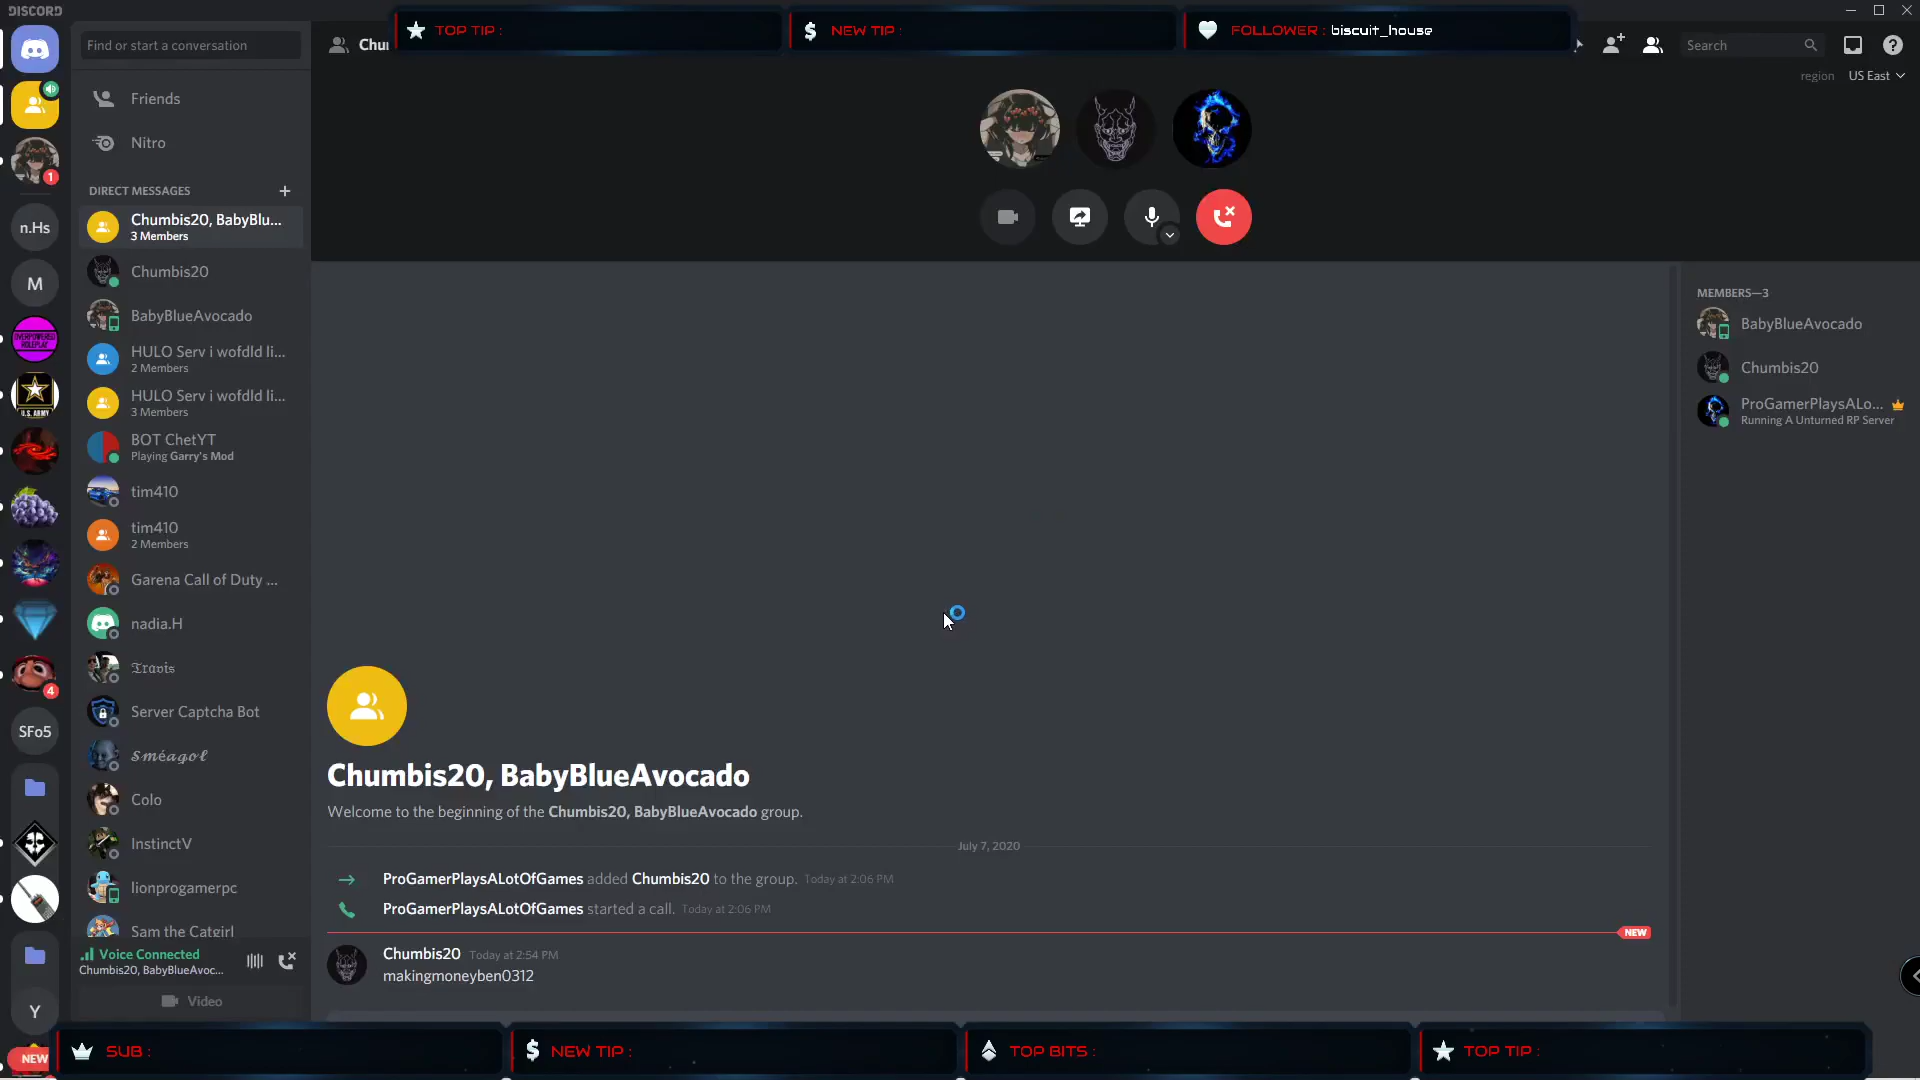 DISCORD
TOP TIP :
NEW TIP :
FOLLOWER : biscuit_house
Find or start a conversation
Chu
Search
region US East
Friends
Nitro
DIRECT MESSAGES
Chumbis20, BabyBlu...
3 Members
Chumbis20
BabyBlueAvocado
HULO Serv i wofdld li...
2 Members
HULO Serv i wofdld li...
3 Members
BOT ChetYT
Playing Garry's Mod
tim410
tim410
2 Members
Garena Call of Duty ...
nadia.H
𝔗𝔯𝔞𝔳𝔦𝔰
Server Captcha Bot
𝓢𝓶é𝓪𝓰𝓸𝓵
Colo
InstinctV
lionprogamerpc
Sam the Catgirl
Voice Connected
Chumbis20, BabyBlueAvoc...
Video
1
n.Hs
M
OVERPOWERED
ROLEPLAY
U.S. ARMY
4
SFo5
Y
NEW
MEMBERS—3
BabyBlueAvocado
Chumbis20
ProGamerPlaysALo...
Running A Unturned RP Server
Chumbis20, BabyBlueAvocado
Welcome to the beginning of the Chumbis20, BabyBlueAvocado group.
July 7, 2020
ProGamerPlaysALotOfGames added Chumbis20 to the group. Today at 2:06 PM
ProGamerPlaysALotOfGames started a call. Today at 2:06 PM
NEW
Chumbis20 Today at 2:54 PM
makingmoneyben0312
SUB :
NEW TIP :
TOP BITS :
TOP TIP :